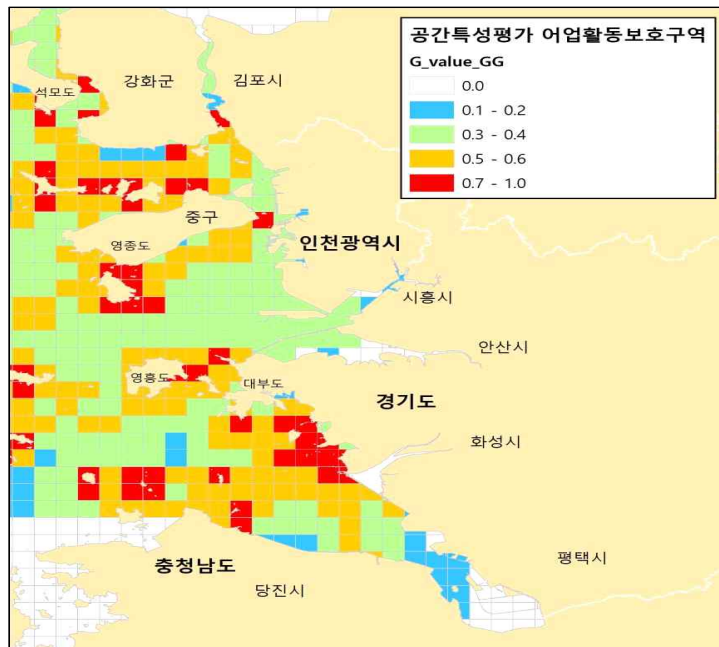 공간특성평가 어업활동보호구역
G_value_GG
0.0
0.1 - 0.2
0.3 - 0.4
0.5 - 0.6
0.7 - 1.0
강화군
김포시
석모도
중구
영종도
인천광역시
시흥시
안산시
영흥도
대부도
경기도
화성시
충청남도
당진시
평택시